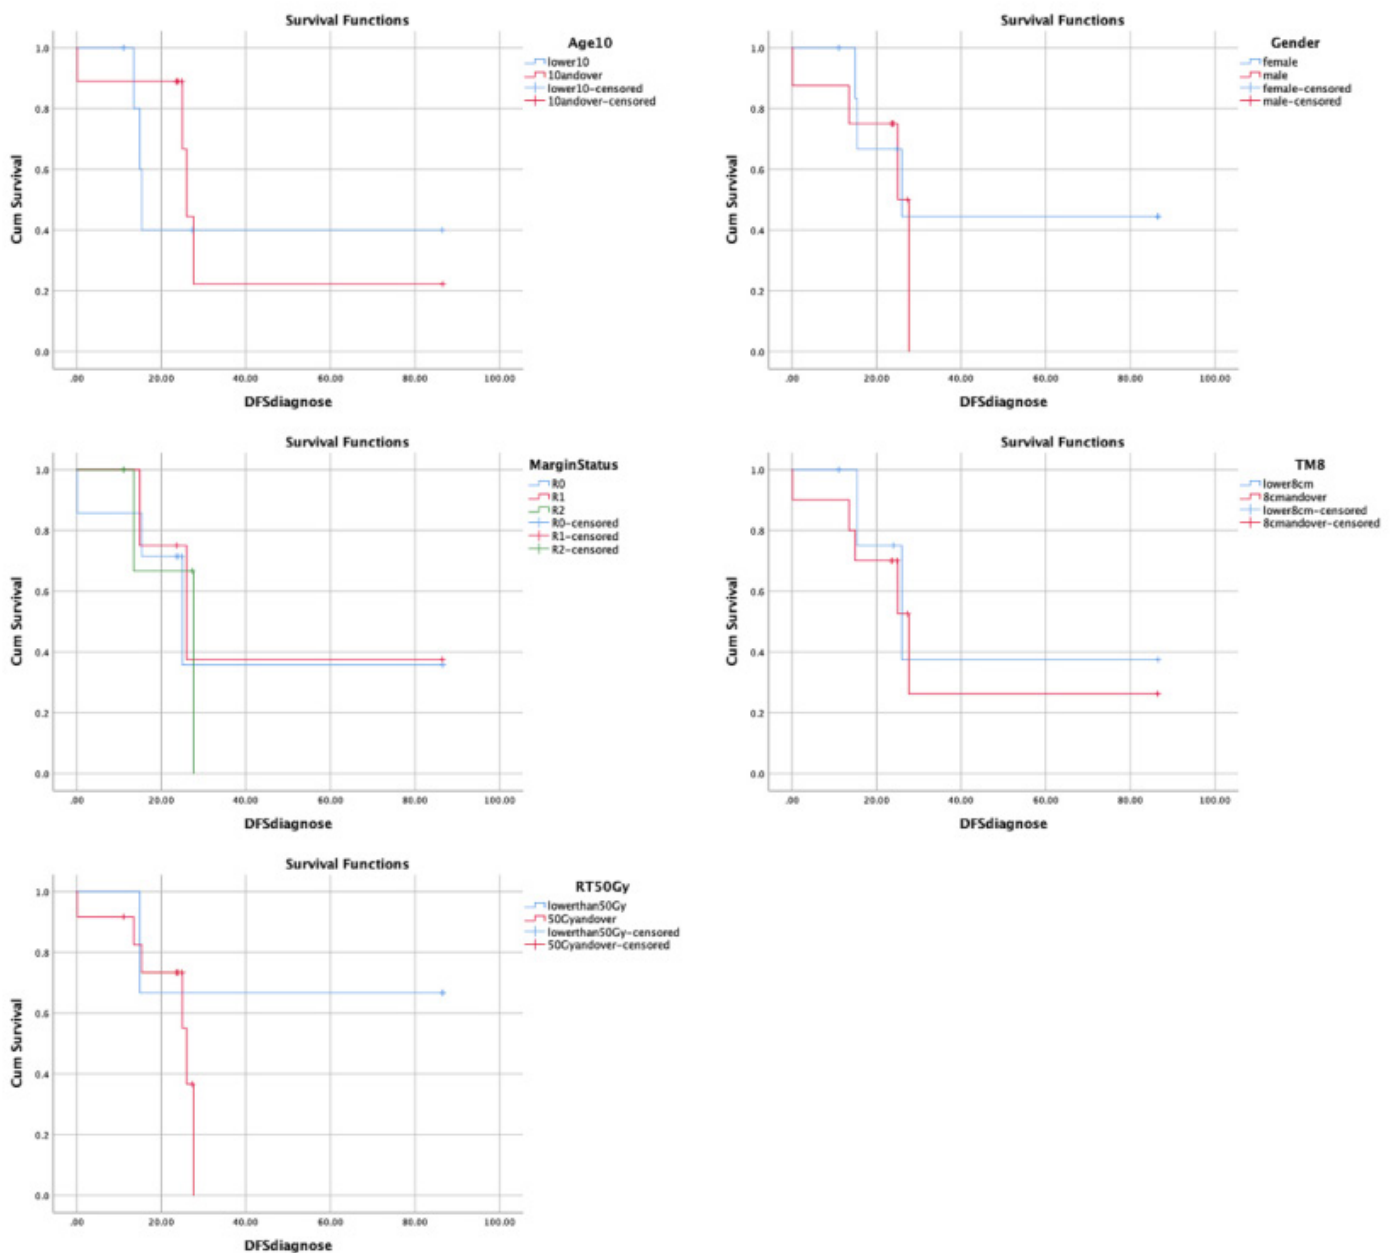 Survival Functions
Age10
lower10
10andover
lower10-censored
10andover-censored
Cum Survival
1.0
0.8
0.6
0.4
0.2
0.0
.00 20.00 40.00 60.00 80.00 100.00
DFSdiagnose
Survival Functions
Gender
female
male
female-censored
male-censored
Cum Survival
1.0
0.8
0.6
0.4
0.2
0.0
.00 20.00 40.00 60.00 80.00 100.00
DFSdiagnose
Survival Functions
MarginStatus
R0
R1
R2
R0-censored
R1-censored
R2-censored
Cum Survival
1.0
0.8
0.6
0.4
0.2
0.0
.00 20.00 40.00 60.00 80.00 100.00
DFSdiagnose
Survival Functions
TM8
lower8cm
8cmandover
lower8cm-censored
8cmandover-censored
Cum Survival
1.0
0.8
0.6
0.4
0.2
0.0
.00 20.00 40.00 60.00 80.00 100.00
DFSdiagnose
Survival Functions
RT50Gy
lowerthan50Gy
50Gyandover
lowerthan50Gy-censored
50Gyandover-censored
Cum Survival
1.0
0.8
0.6
0.4
0.2
0.0
.00 20.00 40.00 60.00 80.00 100.00
DFSdiagnose